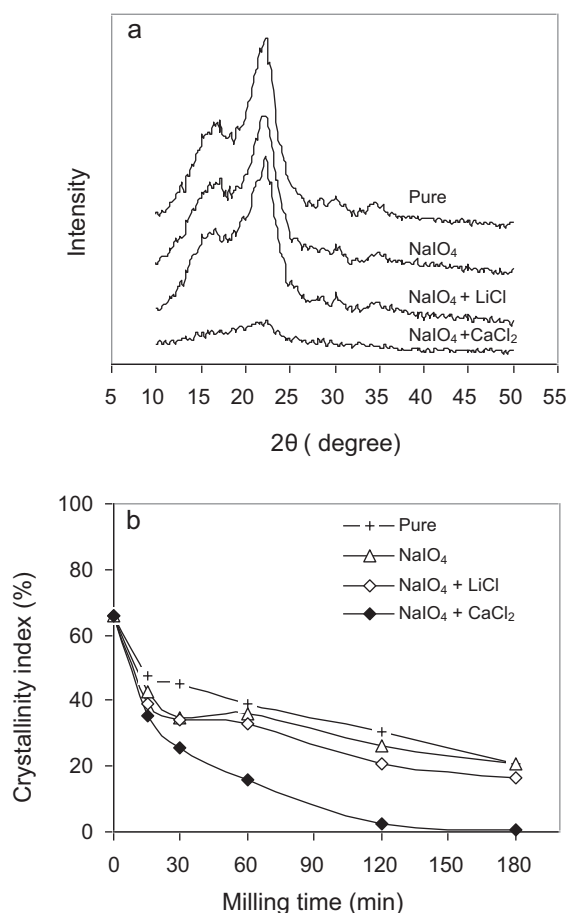 a
Intensity
Pure
NaIO₄
NaIO₄ + LiCl
NaIO₄ +CaCl₂
5 10 15 20 25 30 35 40 45 50 55
2θ ( degree)
b
100
80
60
40
20
0
Crystallinity index (%)
Pure
NaIO₄
NaIO₄ + LiCl
NaIO₄ + CaCl₂
0 30 60 90 120 150 180
Milling time (min)